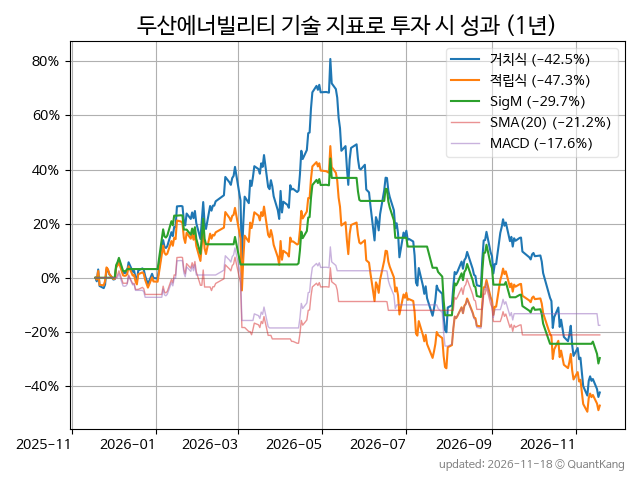 두산에너빌리티 기술 지표로 투자 시 성과 (1년)
거치식 (−42.5%)
적립식 (−47.3%)
SigM (−29.7%)
SMA(20) (−21.2%)
MACD (−17.6%)
80%
60%
40%
20%
0%
−20%
−40%
2025-11
2026-01
2026-03
2026-05
2026-07
2026-09
2026-11
updated: 2026-11-18 © QuantKang